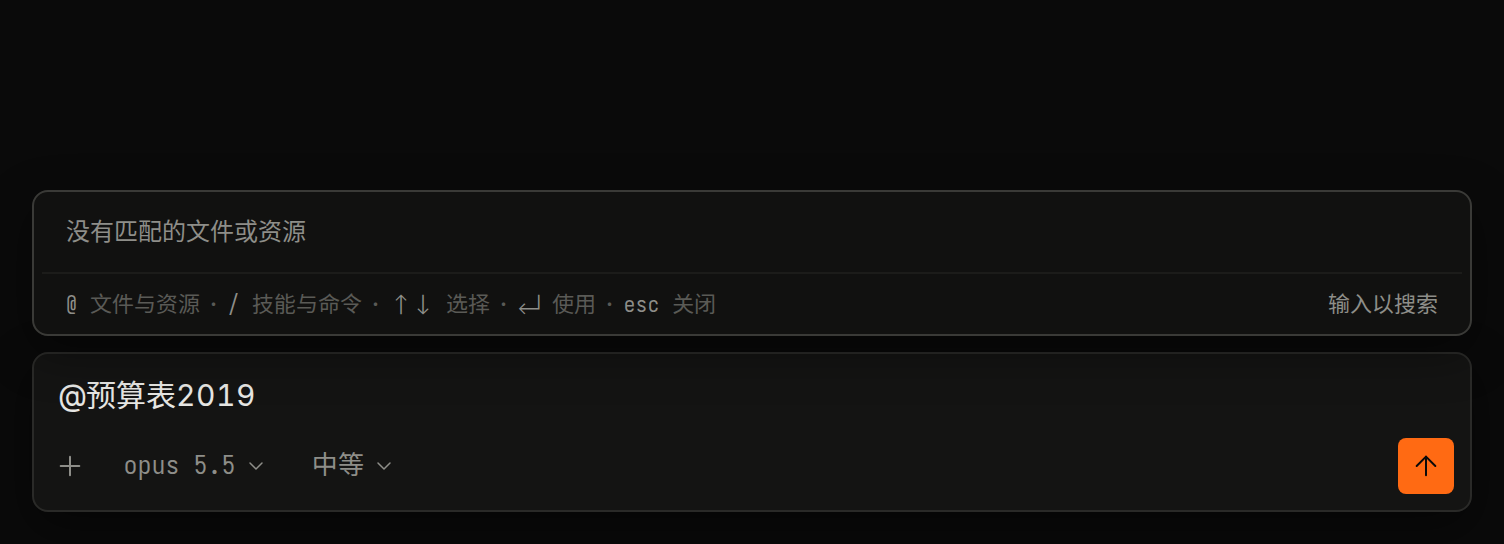 没有匹配的文件或资源
@ 文件与资源 · / 技能与命令 · ↑↓ 选择 · ↵ 使用 · esc 关闭 输入以搜索
@预算表2019
+ opus 5.5 中等